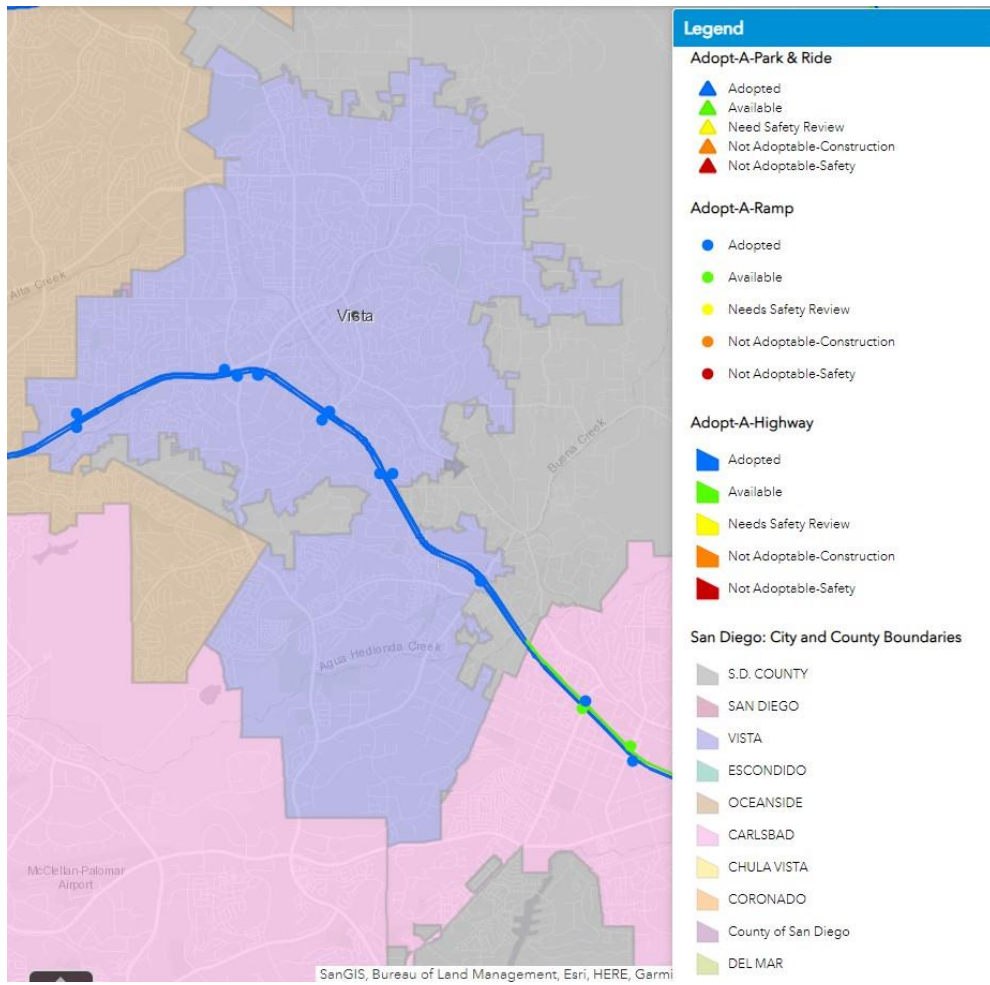 Alta Creek
Vista
Buena Creek
Agua Hedionda Creek
McClellan-Palomar
Airport
SanGIS, Bureau of Land Management, Esri, HERE, Garmi
Legend
Adopt-A-Park & Ride
Adopted
Available
Need Safety Review
Not Adoptable-Construction
Not Adoptable-Safety
Adopt-A-Ramp
Adopted
Available
Needs Safety Review
Not Adoptable-Construction
Not Adoptable-Safety
Adopt-A-Highway
Adopted
Available
Needs Safety Review
Not Adoptable-Construction
Not Adoptable-Safety
San Diego: City and County Boundaries
S.D. COUNTY
SAN DIEGO
VISTA
ESCONDIDO
OCEANSIDE
CARLSBAD
CHULA VISTA
CORONADO
County of San Diego
DEL MAR